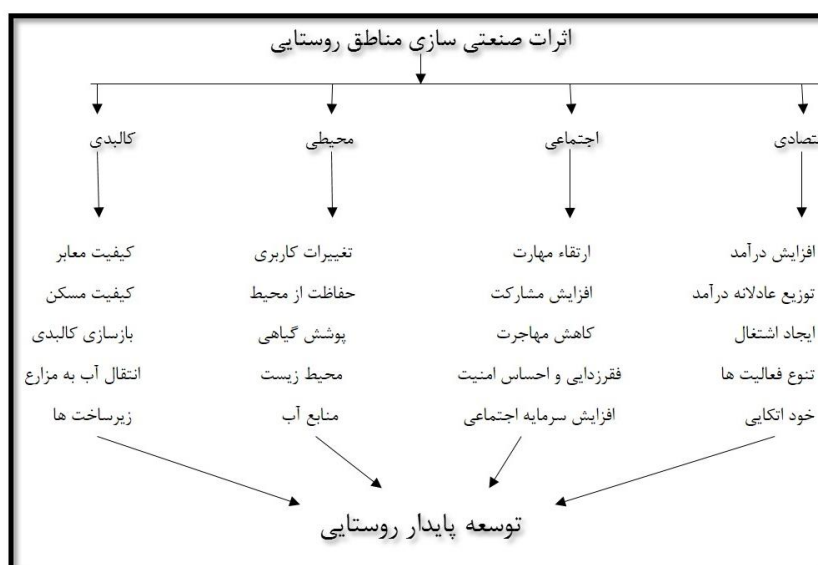 اثرات صنعتی سازی مناطق روستایی
تصادی
اجتماعی
محیطی
کالبدی
افزایش درآمد
توزیع عادلانه درآمد
ایجاد اشتغال
تنوع فعالیت ها
خود اتکایی
ارتقاء مهارت
افزایش مشارکت
کاهش مهاجرت
فقرزدایی و احساس امنیت
افزایش سرمایه اجتماعی
تغییرات کاربری
حفاظت از محیط
پوشش گیاهی
محیط زیست
منابع آب
کیفیت معابر
کیفیت مسکن
بازسازی کالبدی
انتقال آب به مزارع
زیرساخت ها
توسعه پایدار روستایی